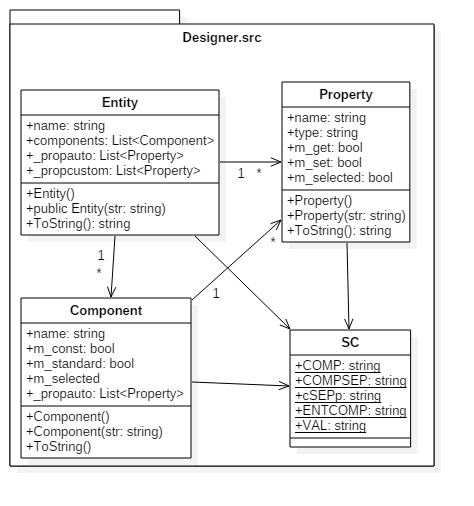 Designer.src
Entity
+name: string
+components: List<Component>
+_propauto: List<Property>
+_propcustom: List<Property>
+Entity()
+public Entity(str: string)
+ToString(): string
Property
+name: string
+type: string
+m_get: bool
+m_set: bool
+m_selected: bool
+Property()
+Property(str: string)
+ToString(): string
1 *
1
*
*
1
Component
+name: string
+m_const: bool
+m_standard: bool
+m_selected
+_propauto: List<Property>
+Component()
+Component(str: string)
+ToString()
SC
+COMP: string
+COMPSEP: string
+cSEPp: string
+ENTCOMP: string
+VAL: string